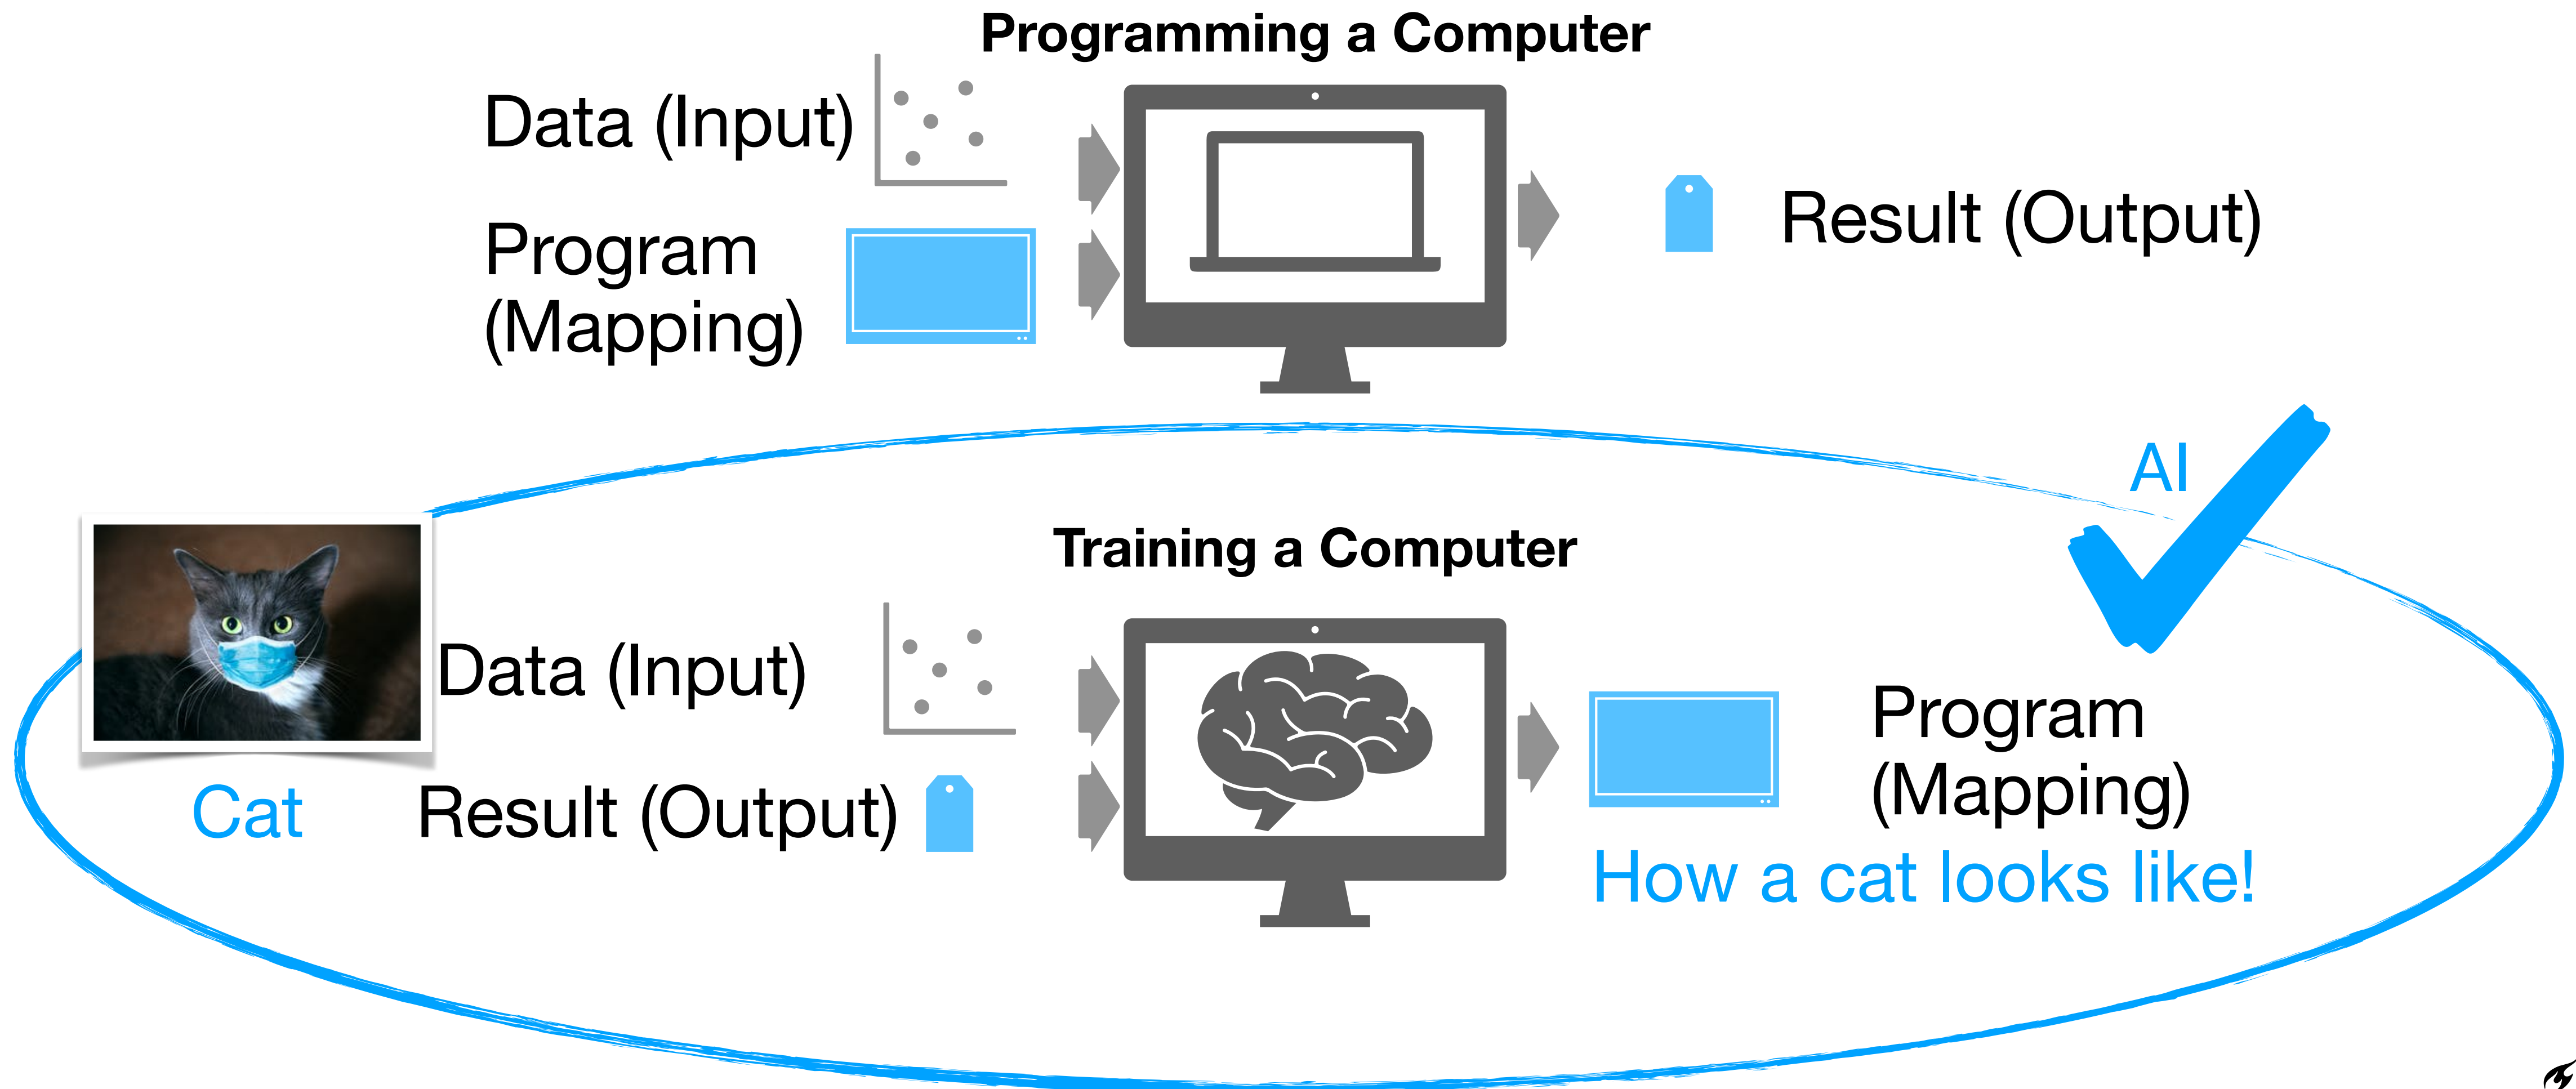 Programming a Computer
Data (Input)
Program
(Mapping)
Result (Output)
AI
Training a Computer
Data (Input)
Cat
Result (Output)
Program
(Mapping)
How a cat looks like!